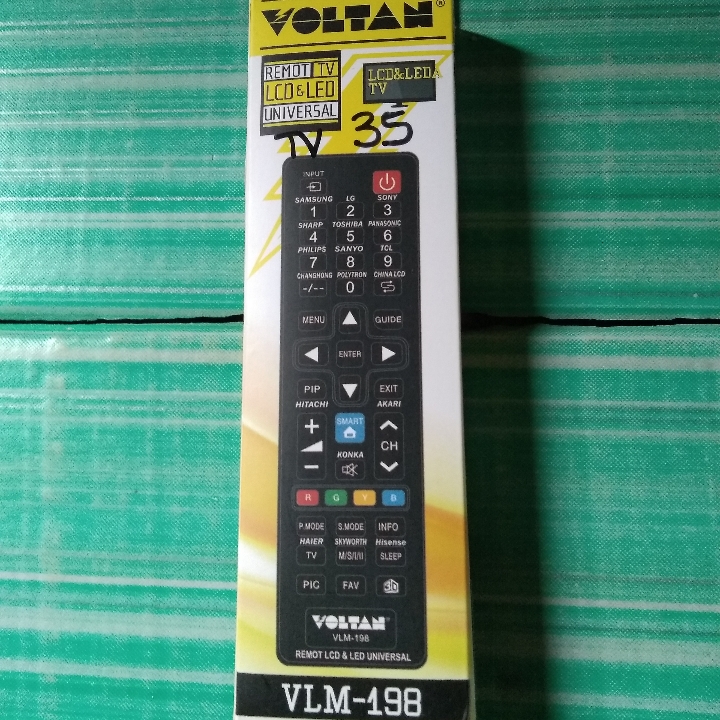 VOLTAN®
REMOT TV
LCD & LED
UNIVERSAL
LCD&LEDA
TV
TV 35
INPUT
SAMSUNG LG SONY
1 2 3
SHARP TOSHIBA PANASONIC
4 5 6
PHILIPS SANYO TCL
7 8 9
CHANGHONG POLYTRON CHINA LCD
-/-- 0
MENU GUIDE
ENTER
PIP EXIT
HITACHI AKARI
+ SMART
CH
KONKA
−
R G Y B
P.MODE S.MODE INFO
HAIER SKYWORTH Hisense
TV M/S/I/II SLEEP
PIC FAV 3D
VOLTAN
VLM-198
REMOT LCD & LED UNIVERSAL
VLM-198